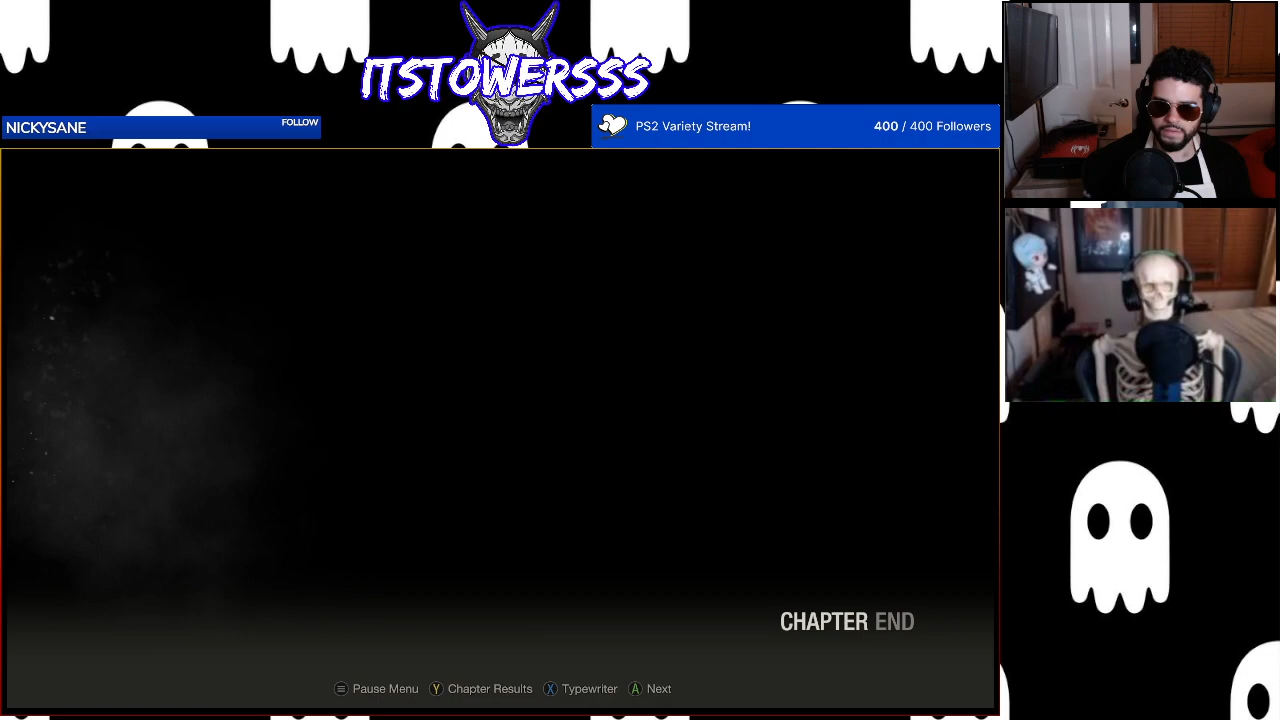 ITSTOWERSSS
NICKYSANE
FOLLOW
PS2 Variety Stream!
400 / 400 Followers
CHAPTER END
Pause Menu
Y Chapter Results
X Typewriter
A Next